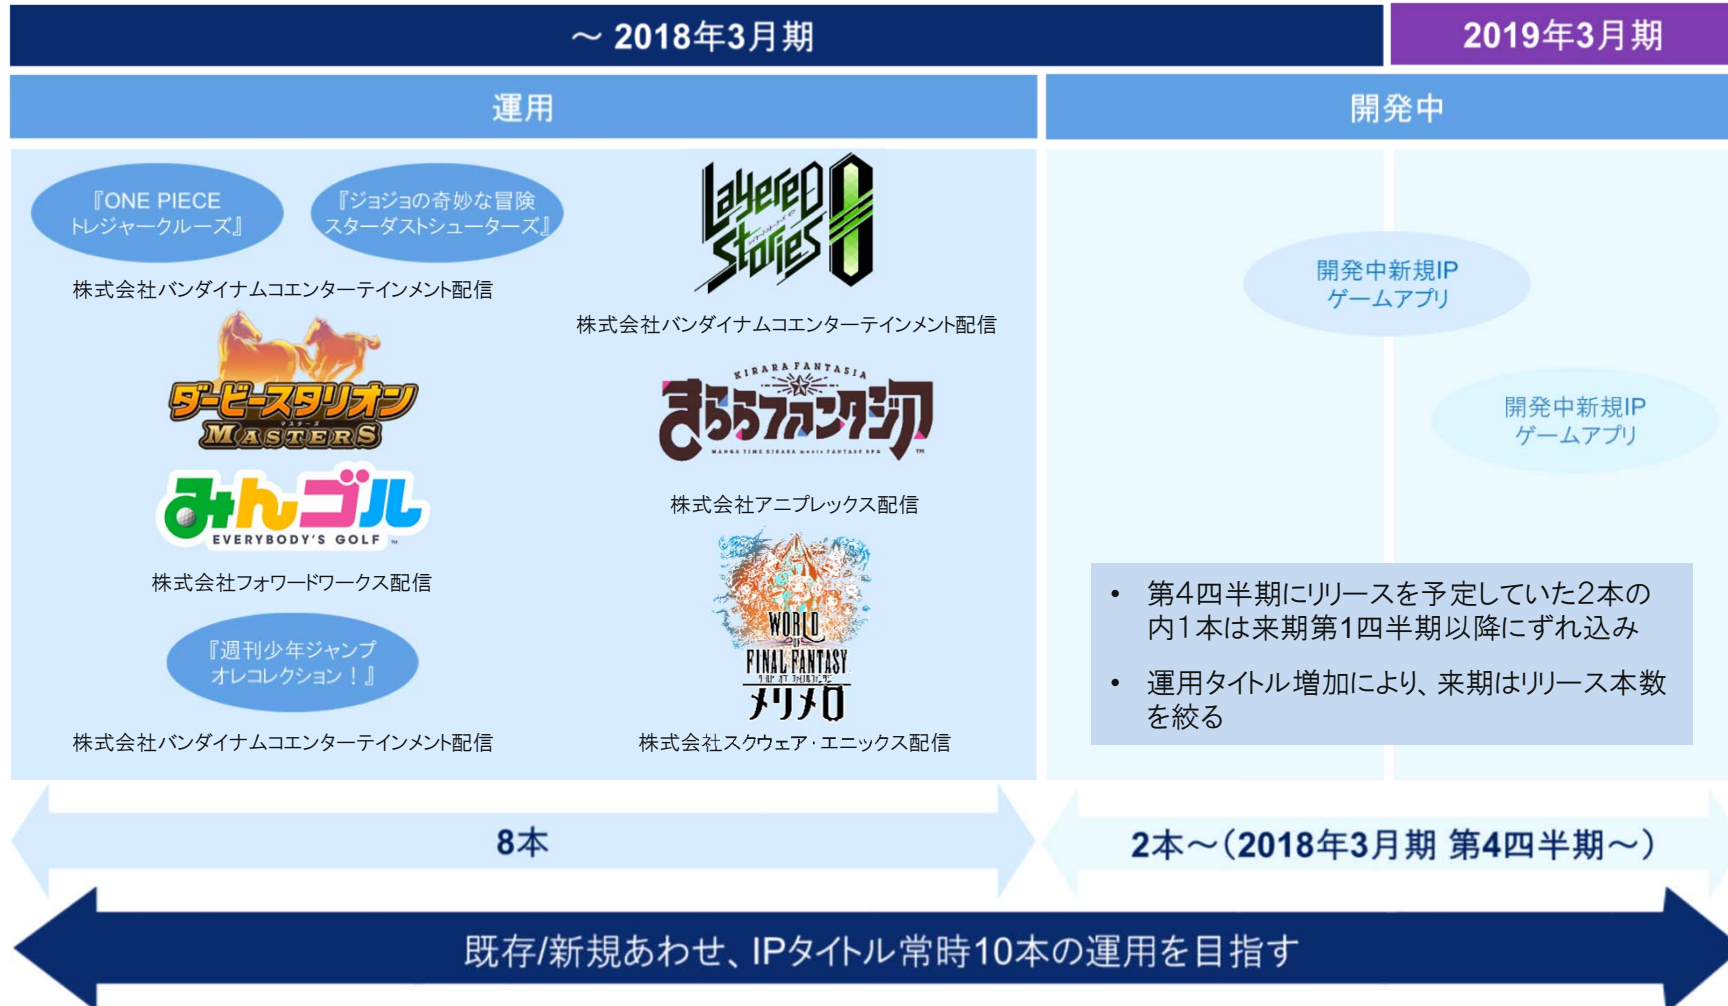 ～ 2018年3月期
2019年3月期
運用
開発中
『ONE PIECE
トレジャークルーズ』
『ジョジョの奇妙な冒険
スターダストシューターズ』
株式会社バンダイナムコエンターテインメント配信
ダービースタリオン
マスターズ
MASTERS
みんゴル
EVERYBODY'S GOLF ™
株式会社フォワードワークス配信
『週刊少年ジャンプ
オレコレクション！』
株式会社バンダイナムコエンターテインメント配信
Layered
Stories 0
株式会社バンダイナムコエンターテインメント配信
KIRARA FANTASIA
きららファンタジア
MANGA TIME KIRARA meets FANTASY RPG TM
株式会社アニプレックス配信
WORLD
OF
FINAL FANTASY
メリメロ
株式会社スクウェア・エニックス配信
開発中新規IP
ゲームアプリ
開発中新規IP
ゲームアプリ
• 第4四半期にリリースを予定していた2本の
内1本は来期第1四半期以降にずれ込み
• 運用タイトル増加により、来期はリリース本数
を絞る
8本
2本～（2018年3月期 第4四半期～）
既存/新規あわせ、IPタイトル常時10本の運用を目指す